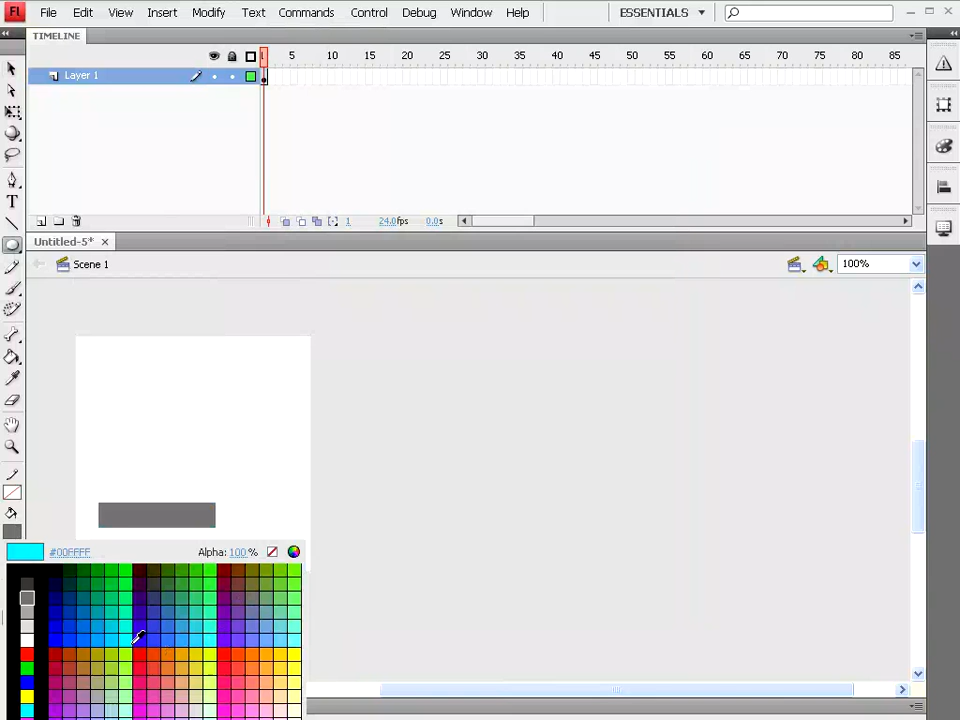 Fl File Edit View Insert Modify Text Commands Control Debug Window Help ESSENTIALS
TIMELINE
1 5 10 15 20 25 30 35 40 45 50 55 60 65 70 75 80 85
Layer 1
1 24.0fps 0.0s
Untitled-5*
Scene 1 100%
#00FFFF Alpha: 100 %